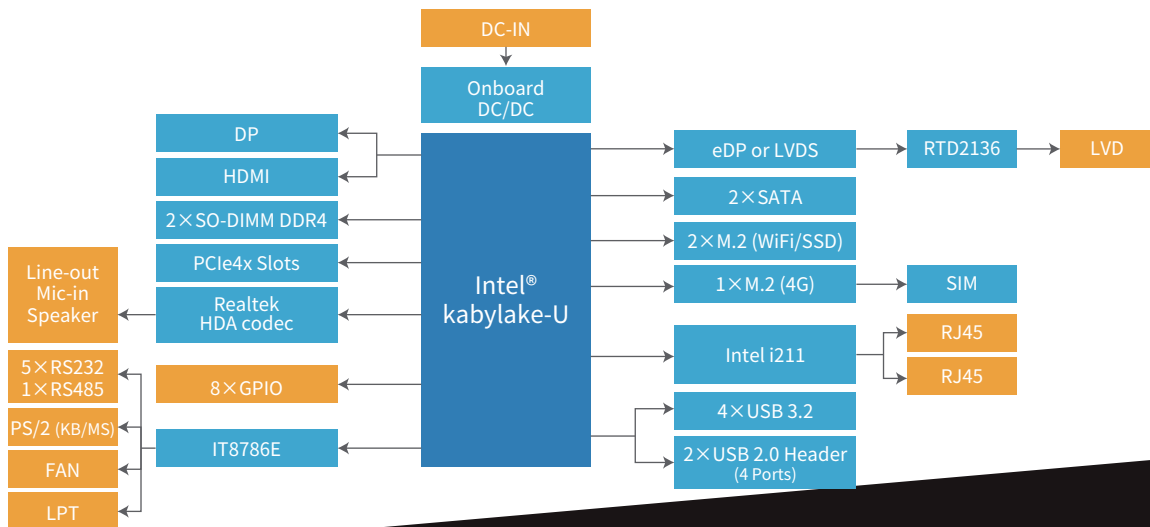 DC-IN
Onboard
DC/DC
DP
HDMI
2×SO-DIMM DDR4
PCIe4x Slots
Realtek
HDA codec
Line-out
Mic-in
Speaker
5×RS232
1×RS485
8×GPIO
PS/2 (KB/MS)
IT8786E
FAN
LPT
Intel®
kabylake-U
eDP or LVDS
RTD2136
LVD
2×SATA
2×M.2 (WiFi/SSD)
1×M.2 (4G)
SIM
Intel i211
RJ45
RJ45
4×USB 3.2
2×USB 2.0 Header
(4 Ports)